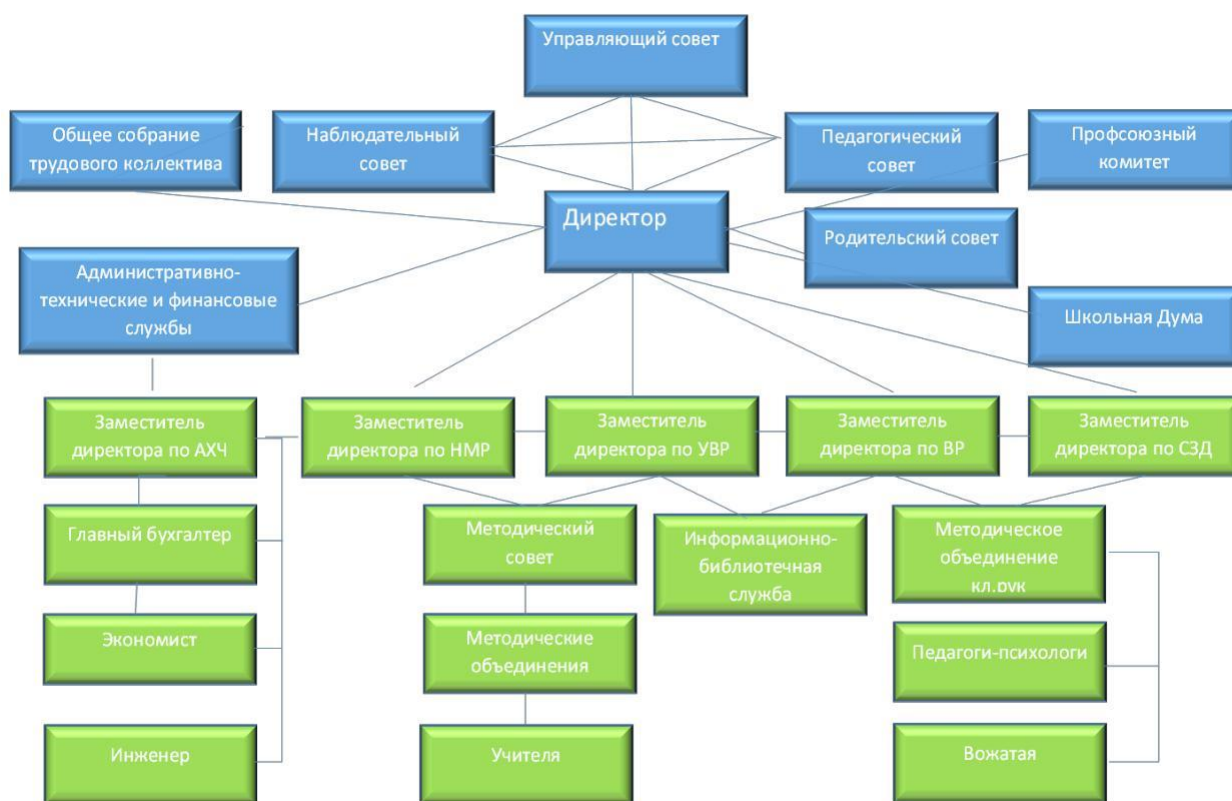 Управляющий совет
Общее собрание
трудового коллектива
Наблюдательный
совет
Педагогический
совет
Профсоюзный
комитет
Директор
Родительский совет
Административно-
технические и финансовые
службы
Школьная Дума
Заместитель
директора по АХЧ
Заместитель
директора по НМР
Заместитель
директора по УВР
Заместитель
директора по ВР
Заместитель
директора по СЗД
Главный бухгалтер
Методический
совет
Информационно-
библиотечная
служба
Методическое
объединение
кл.рук
Экономист
Методические
объединения
Педагоги-психологи
Инженер
Учителя
Вожатая